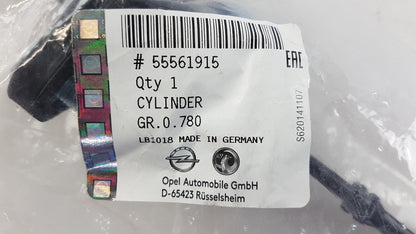 # 55561915
EAC
Qty 1
CYLINDER
GR.0.780
LB1018 MADE IN GERMANY
Opel Automobile GmbH
D-65423 Rüsselsheim
S620141107